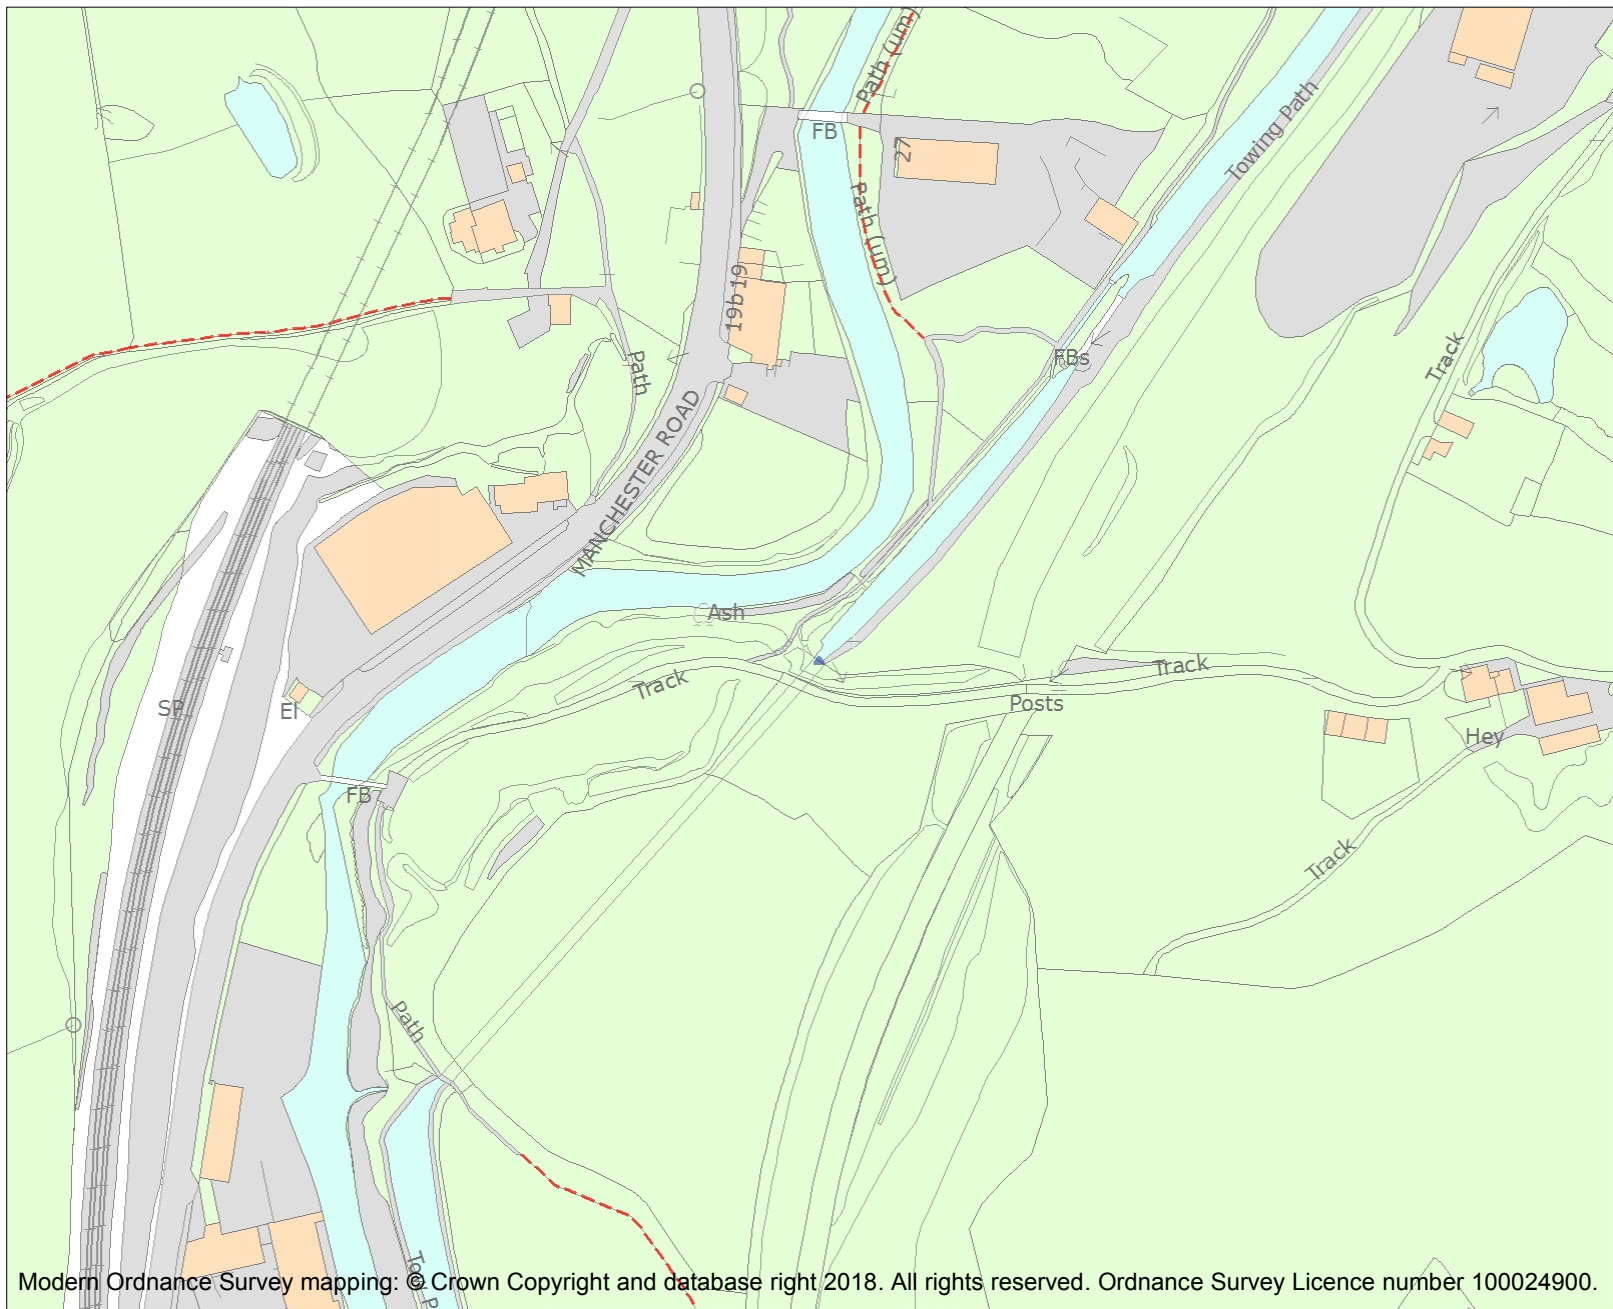 Path (um)
FB
27
Towing Path
Path (um)
19b 19
FBs
Track
Path
MANCHESTER ROAD
Ash
Track
Track
Posts
SP
El
Hey
FB
Track
Path
Modern Ordnance Survey mapping: © Crown Copyright and database right 2018. All rights reserved. Ordnance Survey Licence number 100024900.